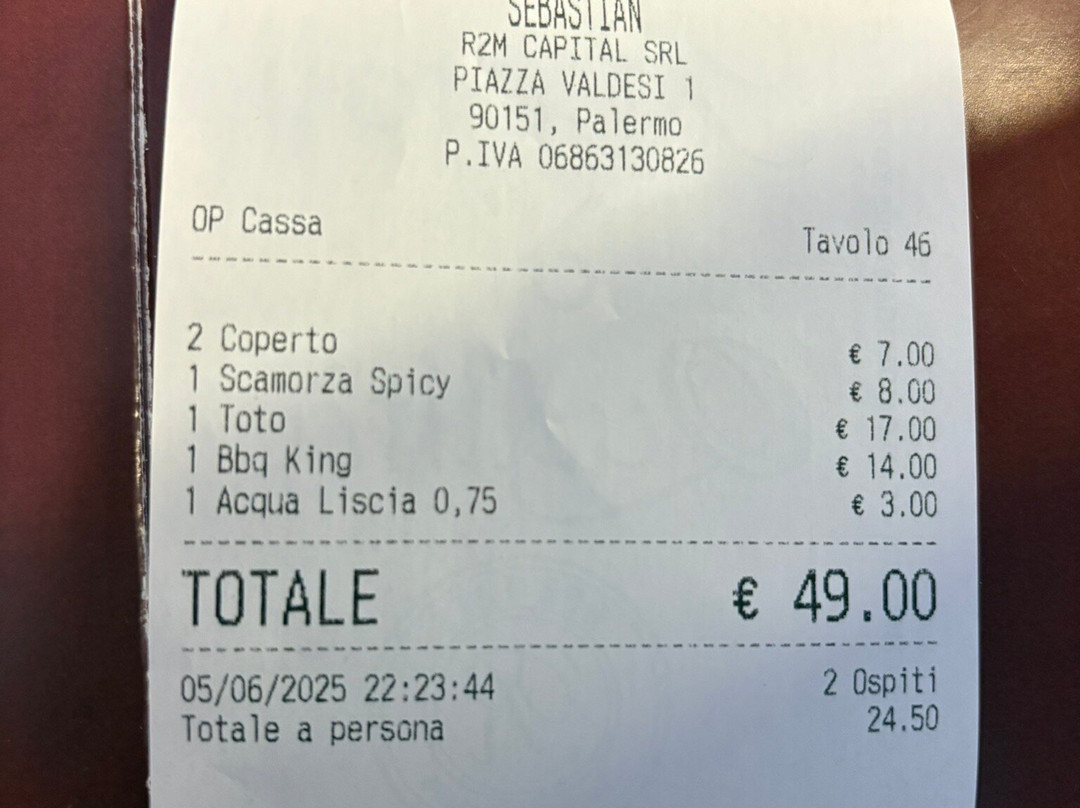 SEBASTIAN
R2M CAPITAL SRL
PIAZZA VALDESI 1
90151, Palermo
P.IVA 06863130826
OP Cassa Tavolo 46
2 Coperto € 7.00
1 Scamorza Spicy € 8.00
1 Toto € 17.00
1 Bbq King € 14.00
1 Acqua Liscia 0,75 € 3.00
TOTALE € 49.00
05/06/2025 22:23:44 2 Ospiti
Totale a persona 24.50